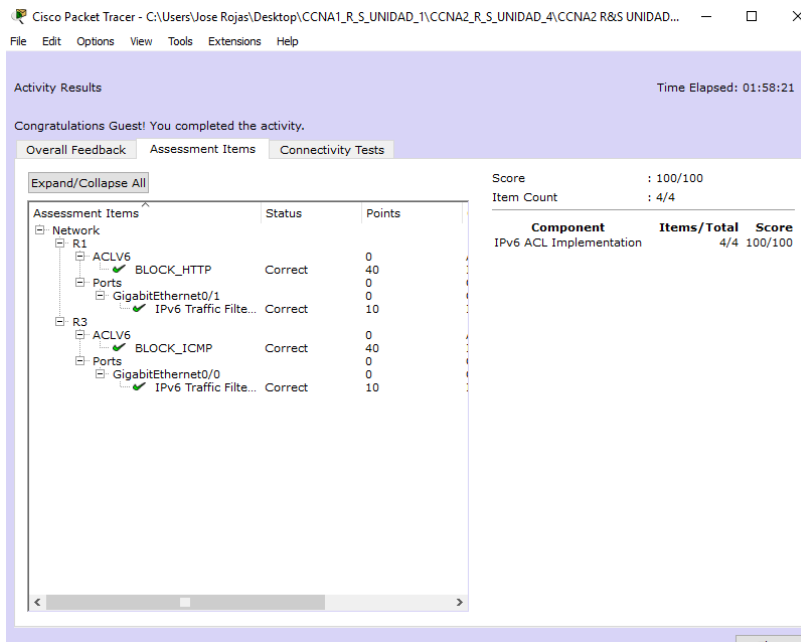 Cisco Packet Tracer - C:\Users\Jose Rojas\Desktop\CCNA1_R_S_UNIDAD_1\CCNA2_R_S_UNIDAD_4\CCNA2 R&S UNIDAD...
File Edit Options View Tools Extensions Help
Activity Results Time Elapsed: 01:58:21
Congratulations Guest! You completed the activity.
Overall Feedback Assessment Items Connectivity Tests
Expand/Collapse All
Score : 100/100
Item Count : 4/4
Component Items/Total Score
IPv6 ACL Implementation 4/4 100/100
Assessment Items Status Points
Network
R1
ACLV6 0
BLOCK_HTTP Correct 40
Ports 0
GigabitEthernet0/1 0
IPv6 Traffic Filte... Correct 10
R3
ACLV6 0
BLOCK_ICMP Correct 40
Ports 0
GigabitEthernet0/0 0
IPv6 Traffic Filte... Correct 10